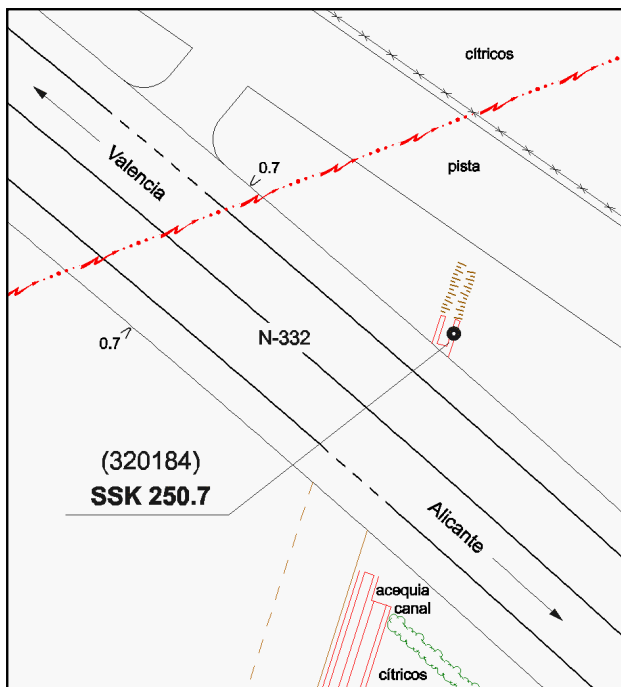 cítricos
Valencia
0.7
pista
0.7
N-332
(320184)
SSK 250.7
Alicante
acequia
canal
cítricos